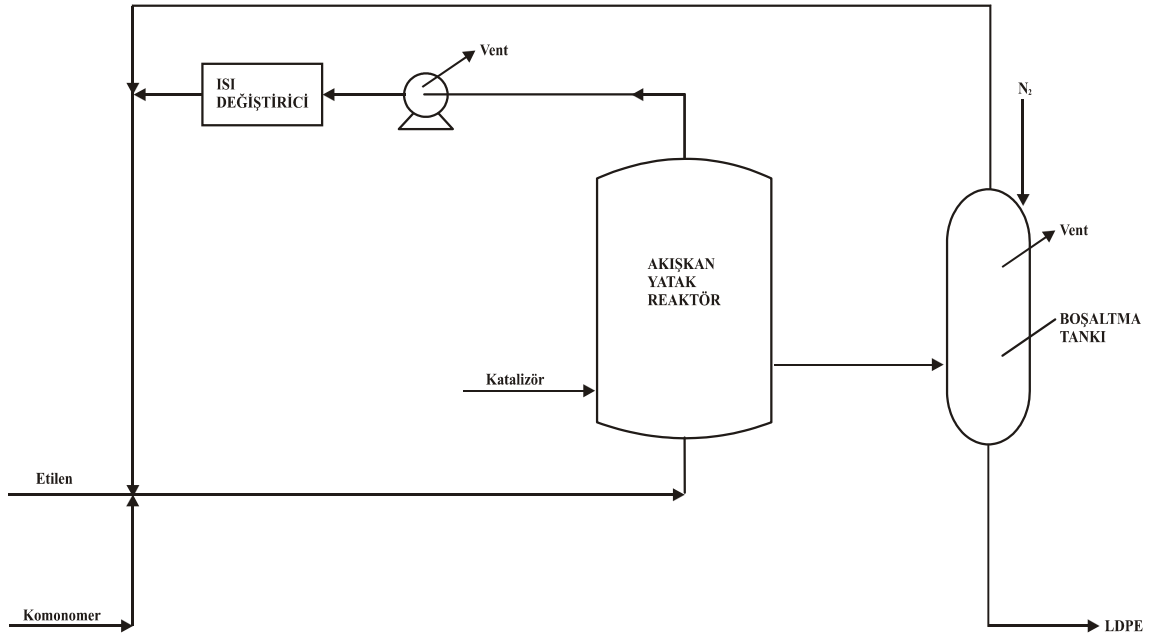 Vent
ISI
DEĞİŞTİRİCİ
N₂
Vent
AKIŞKAN
YATAK
REAKTÖR
BOŞALTMA
TANKI
Katalizör
Etilen
Komonomer
LDPE